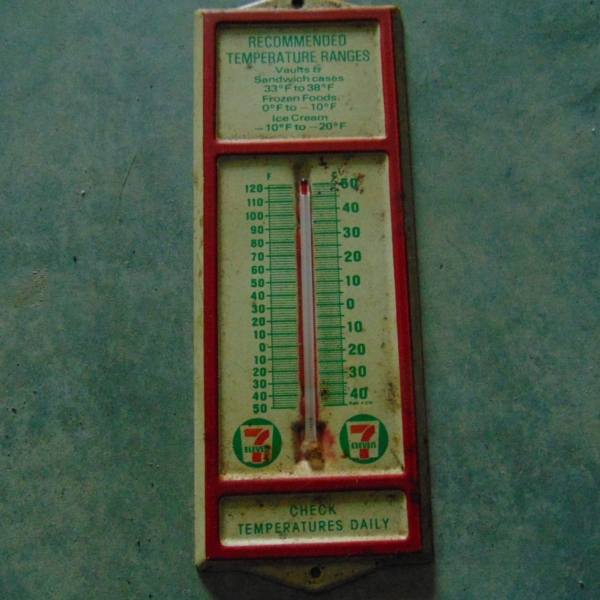 RECOMMENDED
TEMPERATURE RANGES
Vaults &
Sandwich cases
33°F to 38°F
Frozen Foods
0°F to -10°F
Ice Cream
-10°F to -20°F
F C
120 50
110
100 40
90
80 30
70
60 20
50
40 10
30
20 0
10
0 10
10
20 20
30 30
40 40
50
7 ELEVEN 7 ELEVEN
CHECK
TEMPERATURES DAILY